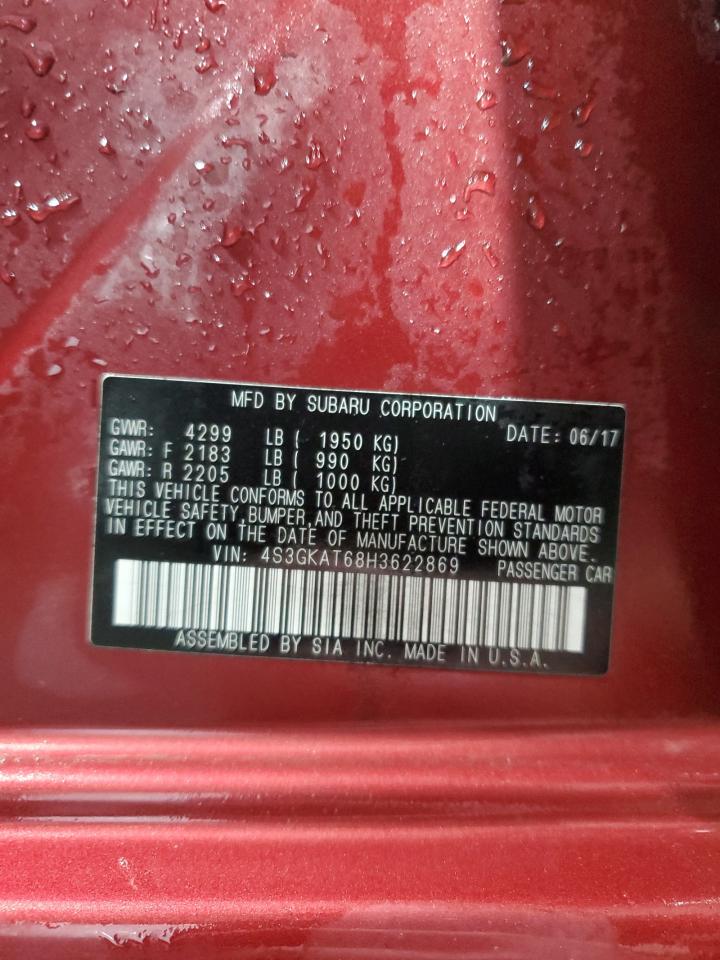 MFD BY SUBARU CORPORATION
GVWR: 4299 LB ( 1950 KG) DATE: 06/17
GAWR: F 2183 LB ( 990 KG)
GAWR: R 2205 LB ( 1000 KG)
THIS VEHICLE CONFORMS TO ALL APPLICABLE FEDERAL MOTOR
VEHICLE SAFETY,BUMPER,AND THEFT PREVENTION STANDARDS
IN EFFECT ON THE DATE OF MANUFACTURE SHOWN ABOVE.
VIN: 4S3GKAT68H3622869 PASSENGER CAR
ASSEMBLED BY SIA INC. MADE IN U.S.A.